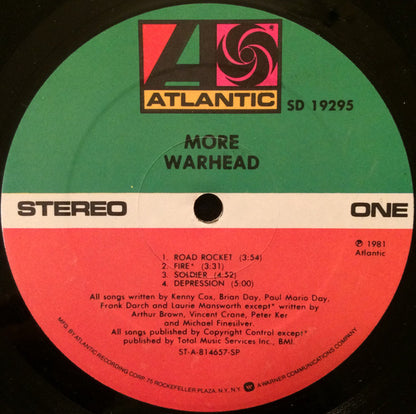 ATLANTIC
SD 19295
MORE
WARHEAD
STEREO ONE
℗ 1981
Atlantic
1. ROAD ROCKET (3:54)
2. FIRE* (3:31)
3. SOLDIER (4:52)
4. DEPRESSION (5:00)
All songs written by Kenny Cox, Brian Day, Paul Mario Day,
Frank Darch and Laurie Mansworth except* written by
Arthur Brown, Vincent Crane, Peter Ker
and Michael Finesilver.
All songs published by Copyright Control except*
published by Total Music Services Inc., BMI.
ST-A-814657-SP
MFG. BY ATLANTIC RECORDING CORP., 75 ROCKEFELLER PLAZA, N.Y., N.Y. A WARNER COMMUNICATIONS COMPANY